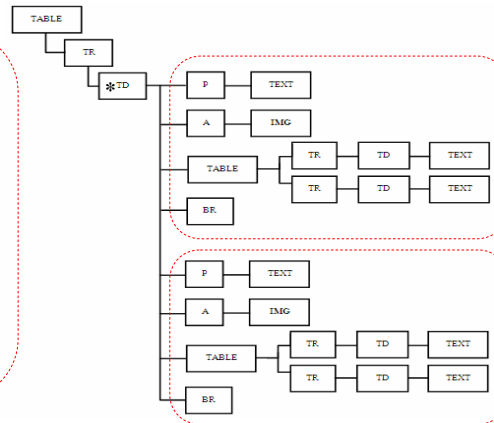 TABLE
TR
*TD
P TEXT
A IMG
TABLE TR TD TEXT
TR TD TEXT
BR
P TEXT
A IMG
TABLE TR TD TEXT
TR TD TEXT
BR